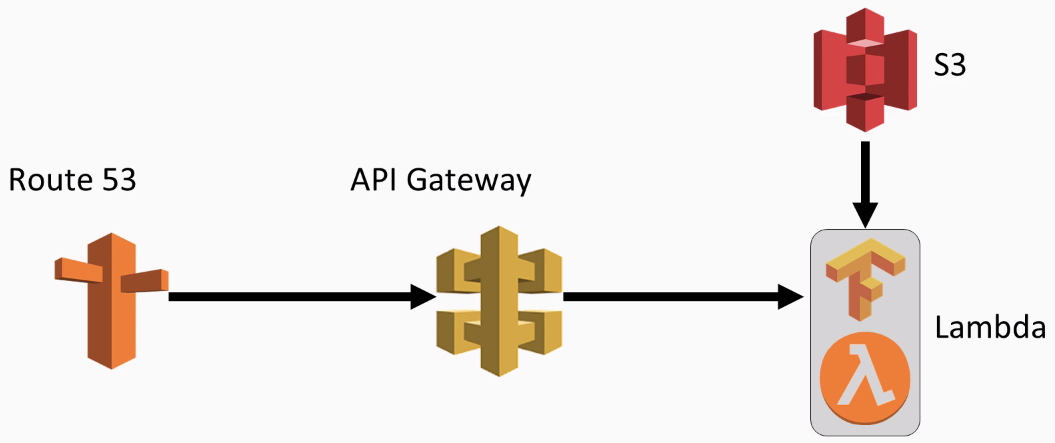 S3
Route 53
API Gateway
Lambda